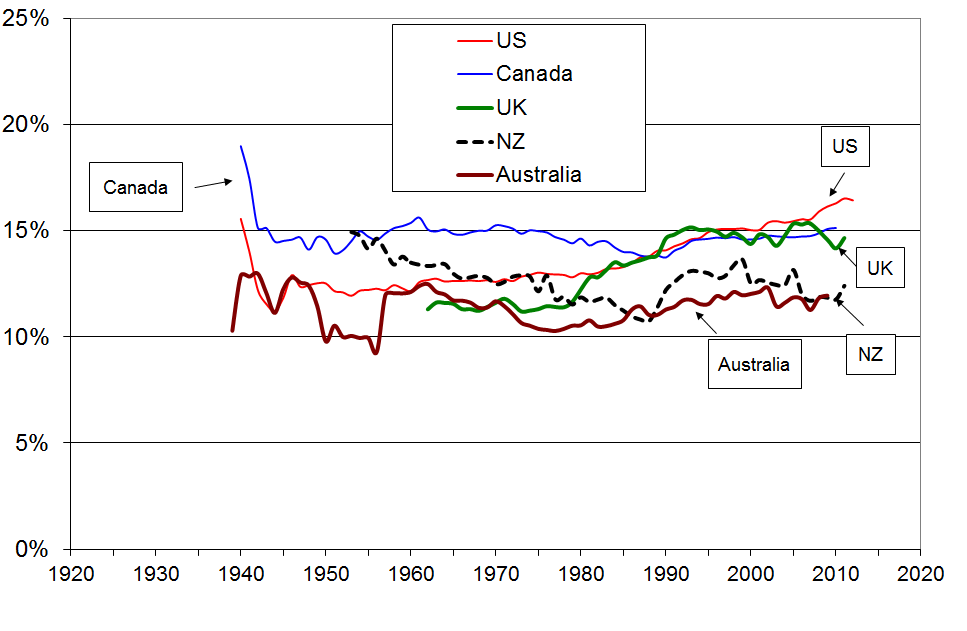 25%
20%
15%
10%
5%
0%
US
Canada
UK
NZ
Australia
Canada
US
UK
NZ
Australia
1920 1930 1940 1950 1960 1970 1980 1990 2000 2010 2020